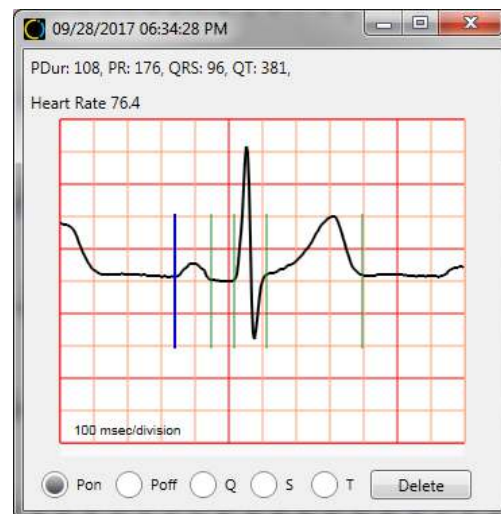 09/28/2017 06:34:28 PM
PDur: 108, PR: 176, QRS: 96, QT: 381,
Heart Rate 76.4
100 msec/division
Pon Poff Q S T Delete